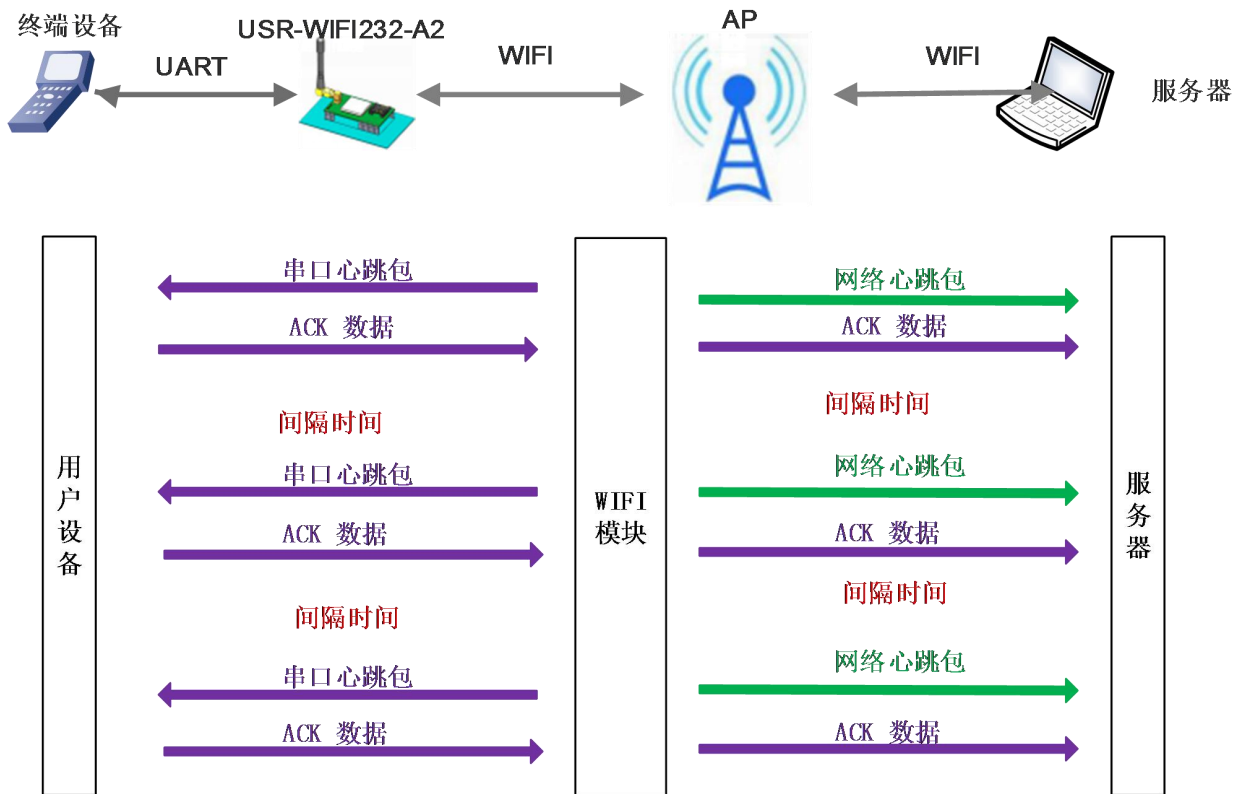 终端设备
USR-WIFI232-A2
AP
UART
WIFI
WIFI
服务器
串口心跳包
网络心跳包
ACK 数据
ACK 数据
间隔时间
间隔时间
串口心跳包
网络心跳包
用户设备
WIFI
模块
服务器
ACK 数据
ACK 数据
间隔时间
间隔时间
串口心跳包
网络心跳包
ACK 数据
ACK 数据